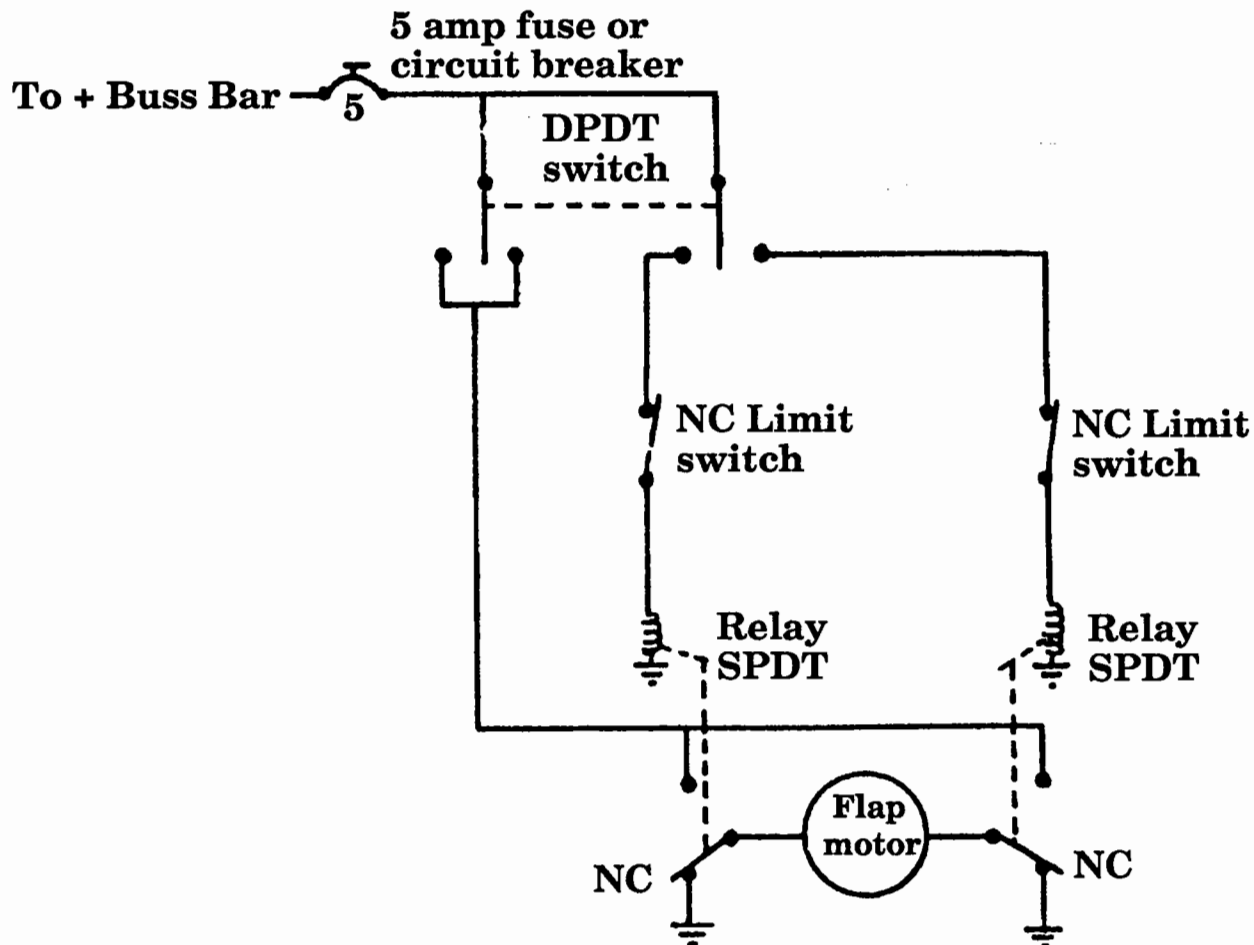 5 amp fuse or
circuit breaker
To + Buss Bar
5
DPDT
switch
NC Limit
switch
NC Limit
switch
Relay
SPDT
Relay
SPDT
Flap
motor
NC
NC